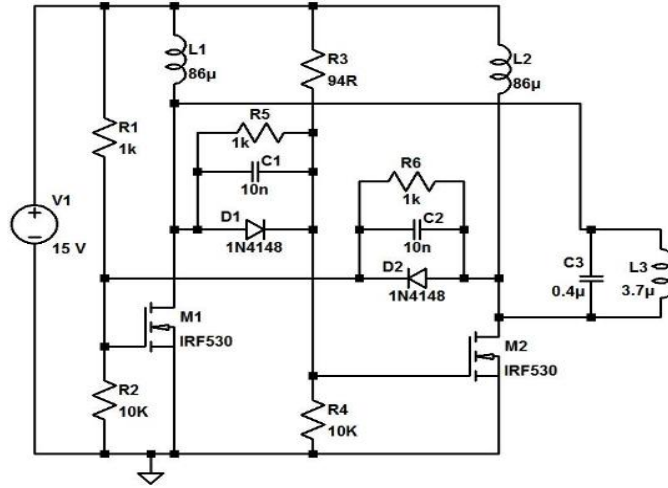 L1
86µ
R3
94R
L2
86µ
R1
1k
R5
1k
C1
10n
R6
1k
V1
15 V
D1
1N4148
C2
10n
D2
1N4148
C3
0.4µ
L3
3.7µ
M1
IRF530
M2
IRF530
R2
10K
R4
10K